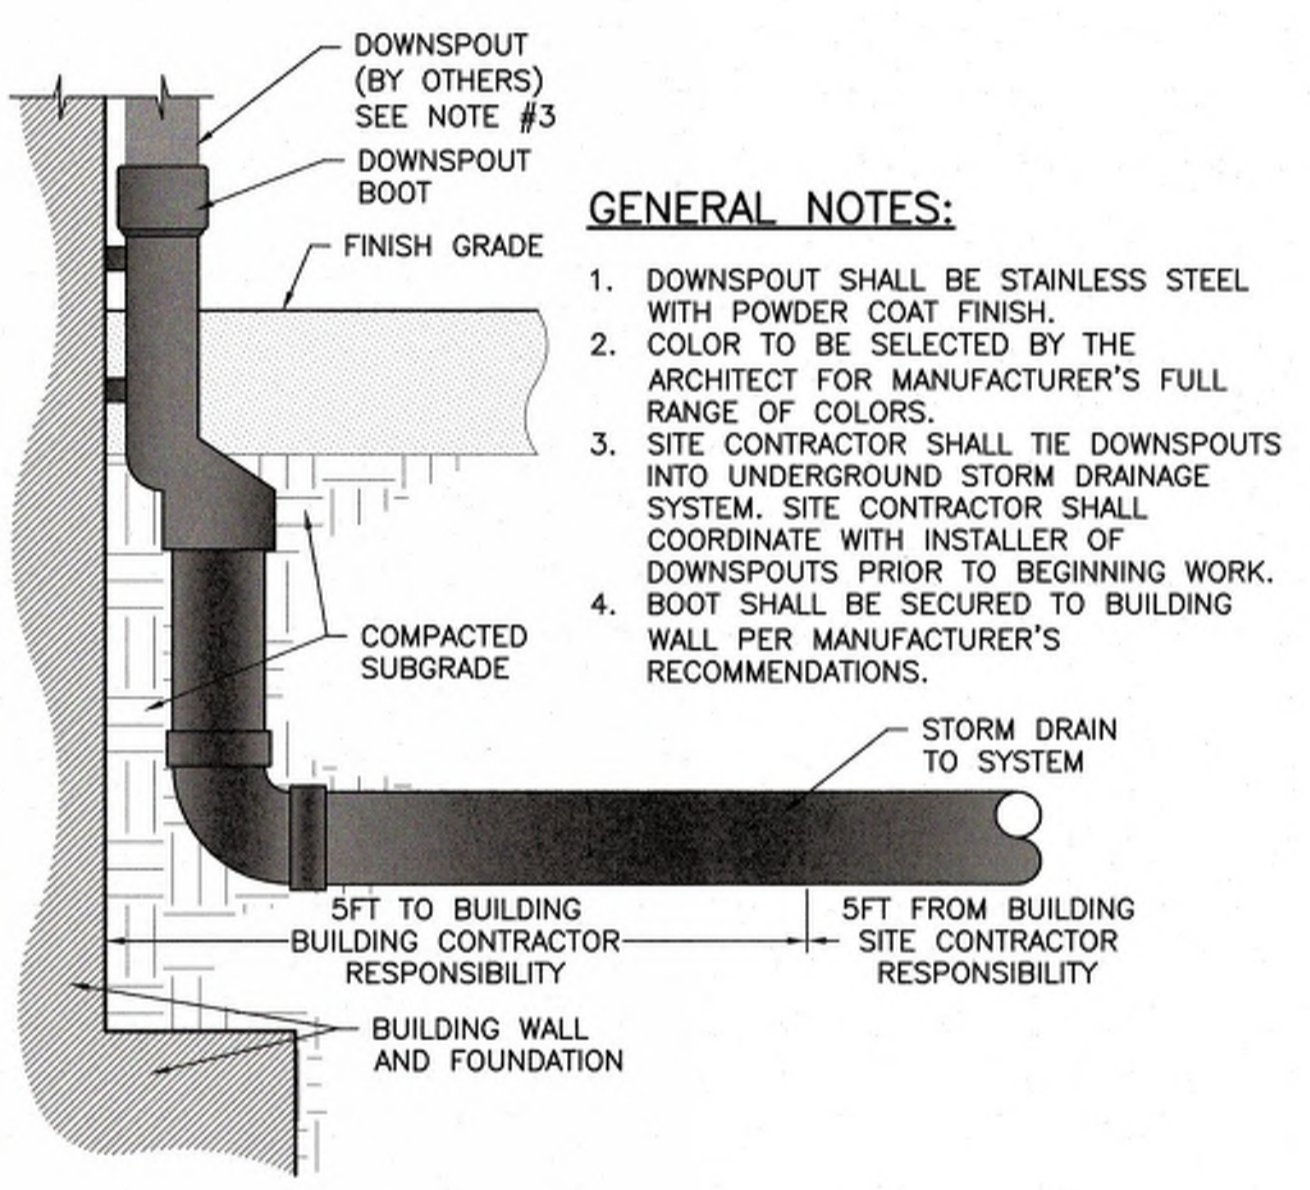 DOWNSPOUT
(BY OTHERS)
SEE NOTE #3
DOWNSPOUT
BOOT
FINISH GRADE
GENERAL NOTES:
1. DOWNSPOUT SHALL BE STAINLESS STEEL
WITH POWDER COAT FINISH.
2. COLOR TO BE SELECTED BY THE
ARCHITECT FOR MANUFACTURER'S FULL
RANGE OF COLORS.
3. SITE CONTRACTOR SHALL TIE DOWNSPOUTS
INTO UNDERGROUND STORM DRAINAGE
SYSTEM. SITE CONTRACTOR SHALL
COORDINATE WITH INSTALLER OF
DOWNSPOUTS PRIOR TO BEGINNING WORK.
4. BOOT SHALL BE SECURED TO BUILDING
WALL PER MANUFACTURER'S
RECOMMENDATIONS.
COMPACTED
SUBGRADE
STORM DRAIN
TO SYSTEM
5FT TO BUILDING
BUILDING CONTRACTOR
RESPONSIBILITY
5FT FROM BUILDING
SITE CONTRACTOR
RESPONSIBILITY
BUILDING WALL
AND FOUNDATION